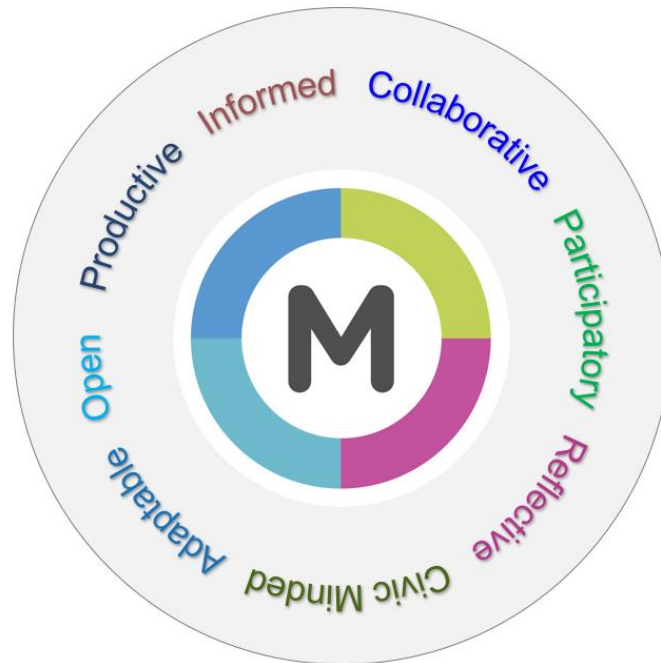 Informed
Collaborative
Participatory
Reflective
Civic Minded
Adaptable
Open
Productive
M